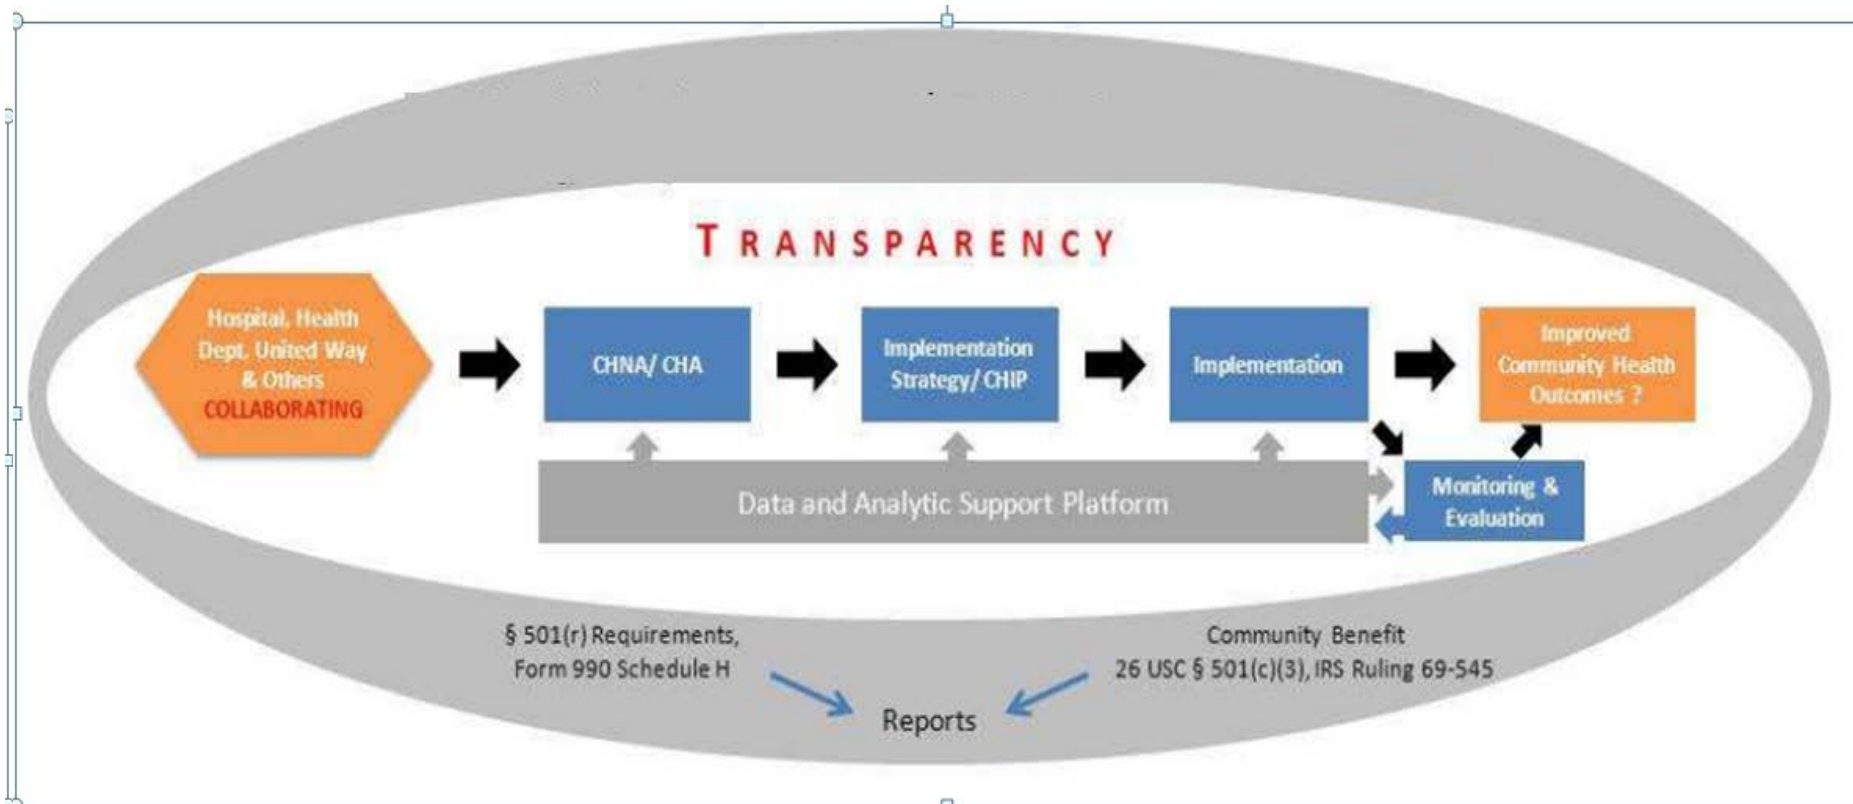 TRANSPARENCY
Hospital, Health
Dept. United Way
& Others
COLLABORATING
CHNA/ CHA
Implementation
Strategy/ CHIP
Implementation
Improved
Community Health
Outcomes ?
Data and Analytic Support Platform
Monitoring &
Evaluation
§ 501(r) Requirements,
Form 990 Schedule H
Community Benefit
26 USC § 501(c)(3), IRS Ruling 69-545
Reports